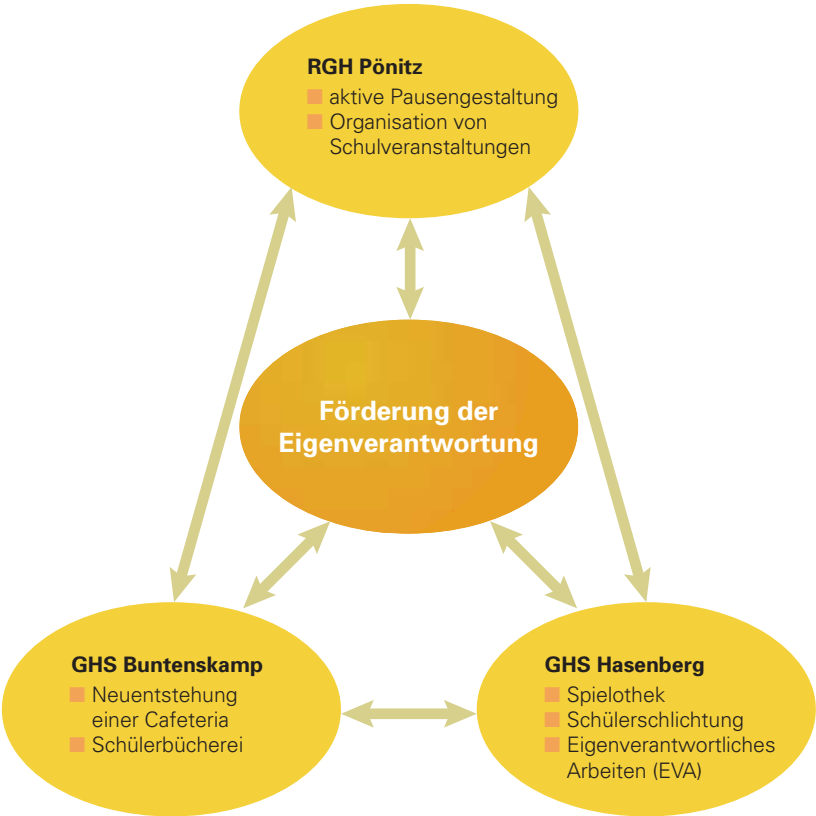 RGH Pönitz
aktive Pausengestaltung
Organisation von
Schulveranstaltungen
Förderung der
Eigenverantwortung
GHS Buntenskamp
Neuentstehung
einer Cafeteria
Schülerbücherei
GHS Hasenberg
Spielothek
Schülerschlichtung
Eigenverantwortliches
Arbeiten (EVA)